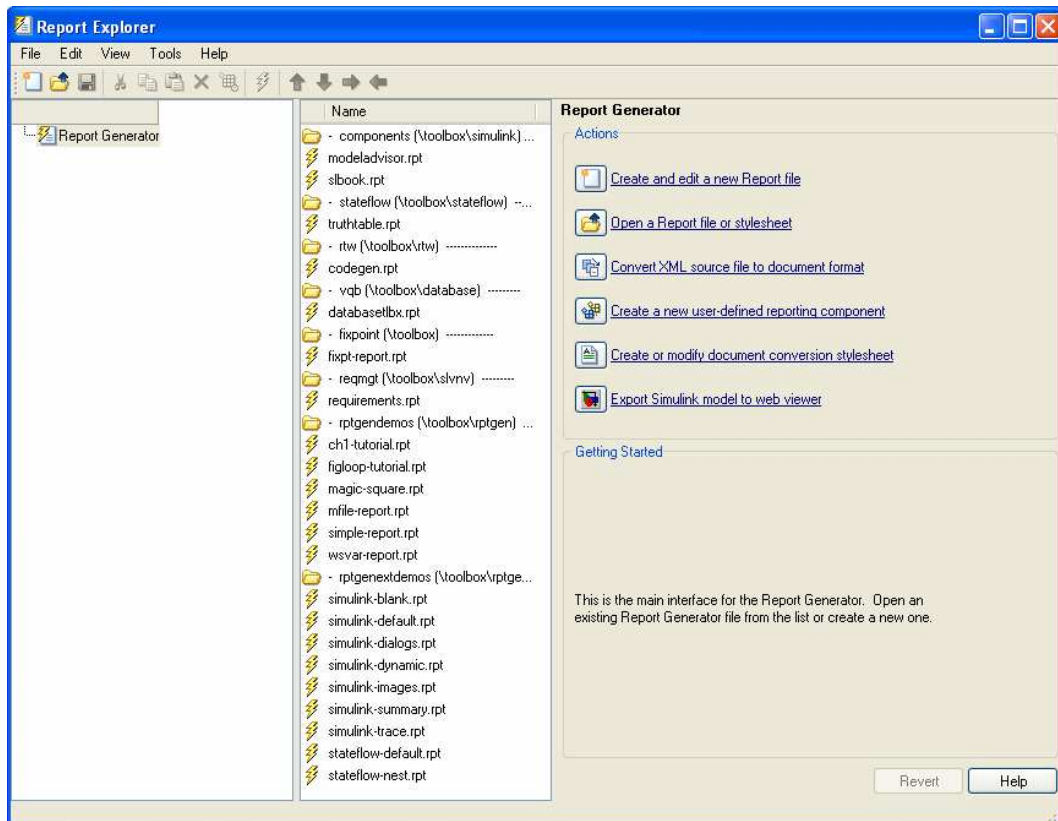 Report Explorer
File Edit View Tools Help
Report Generator
Name
- components (\toolbox\simulink) ...
modeladvisor.rpt
slbook.rpt
- stateflow (\toolbox\stateflow) --...
truthtable.rpt
- rtw (\toolbox\rtw) -------------
codegen.rpt
- vqb (\toolbox\database) ---------
databasetlbx.rpt
- fixpoint (\toolbox) -------------
fixpt-report.rpt
- reqmgt (\toolbox\slvnv) ---------
requirements.rpt
- rptgendemos (\toolbox\rptgen) ...
ch1-tutorial.rpt
figloop-tutorial.rpt
magic-square.rpt
mfile-report.rpt
simple-report.rpt
wsvar-report.rpt
- rptgenextdemos (\toolbox\rptge...
simulink-blank.rpt
simulink-default.rpt
simulink-dialogs.rpt
simulink-dynamic.rpt
simulink-images.rpt
simulink-summary.rpt
simulink-trace.rpt
stateflow-default.rpt
stateflow-nest.rpt
Report Generator
Actions
Create and edit a new Report file
Open a Report file or stylesheet
Convert XML source file to document format
Create a new user-defined reporting component
Create or modify document conversion stylesheet
Export Simulink model to web viewer
Getting Started
This is the main interface for the Report Generator. Open an
existing Report Generator file from the list or create a new one.
Revert Help